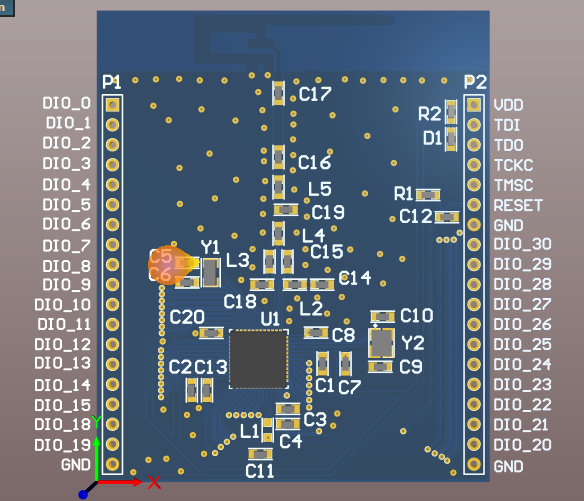 n
P1
P2
C17
DIO_0
VDD
R2
DIO_1
TDI
D1
DIO_2
TDO
C16
DIO_3
TCKC
L5
DIO_4
TMSC
R1
C19
DIO_5
RESET
C12
DIO_6
GND
L4
DIO_7
DIO_30
Y1
C15
C5
L3
DIO_8
DIO_29
C6
C14
DIO_9
DIO_28
C18
L2
DIO_10
DIO_27
C20
U1
C10
DIO_11
DIO_26
C8
DIO_12
Y2
DIO_25
DIO_13
C2 C13
C1 C7
C9
DIO_24
DIO_14
DIO_23
DIO_15
C3
DIO_22
DIO_18
L1
C4
DIO_21
Y
DIO_19
DIO_20
C11
GND
GND
X